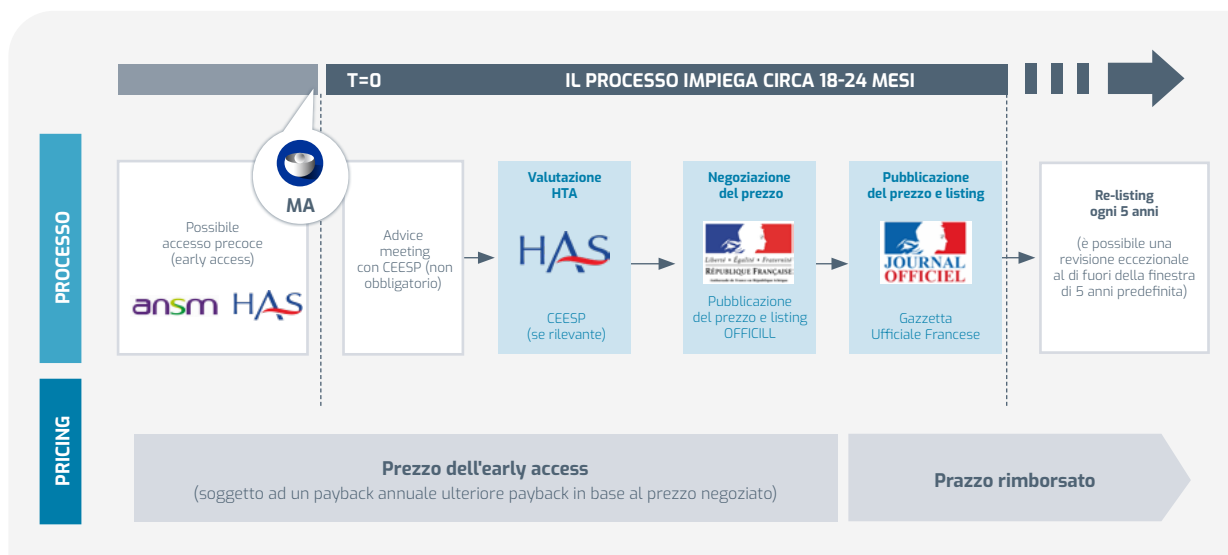 T=0
IL PROCESSO IMPIEGA CIRCA 18-24 MESI
PROCESSO
MA
Possibile
accesso precoce
(early access)
ansm HAS
Advice
meeting
con CEESP (non
obbligatorio)
Valutazione
HTA
HAS
CEESP
(se rilevante)
Negoziazione
del prezzo
Liberté • Égalité • Fraternité
RÉPUBLIQUE FRANÇAISE
Pubblicazione
del prezzo e listing
OFFICILL
Pubblicazione
del prezzo e listing
JOURNAL
OFFICIEL
Gazzetta
Ufficiale Francese
Re-listing
ogni 5 anni
(è possibile una
revisione eccezionale
al di fuori della finestra
di 5 anni predefinita)
PRICING
Prezzo dell'early access
(soggetto ad un payback annuale ulteriore payback in base al prezzo negoziato)
Prazzo rimborsato